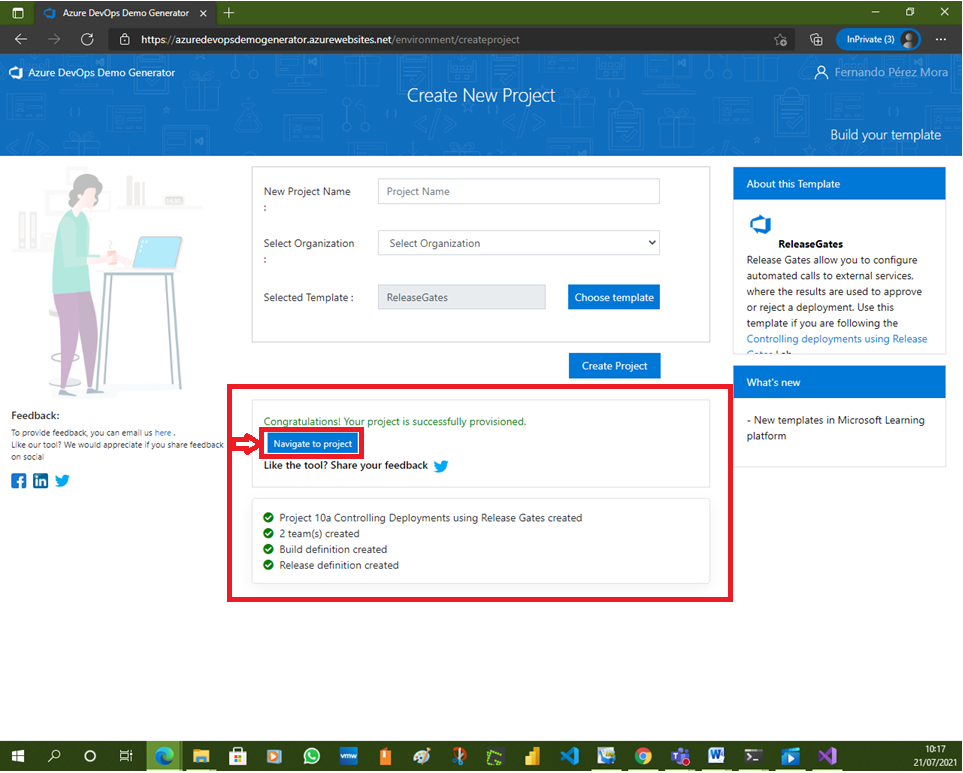 Azure DevOps Demo Generator
https://azuredevopsdemogenerator.azurewebsites.net/environment/createproject
InPrivate (3)
Azure DevOps Demo Generator
Fernando Pérez Mora
Create New Project
Build your template
New Project Name
:
Project Name
Select Organization
:
Select Organization
Selected Template :
ReleaseGates
Choose template
Create Project
About this Template
ReleaseGates
Release Gates allow you to configure
automated calls to external services,
where the results are used to approve
or reject a deployment. Use this
template if you are following the
Controlling deployments using Release
Gates Lab
What's new
- New templates in Microsoft Learning
platform
Feedback:
To provide feedback, you can email us here .
Like our tool? We would appreciate if you share feedback
on social
Congratulations! Your project is successfully provisioned.
Navigate to project
Like the tool? Share your feedback
Project 10a Controlling Deployments using Release Gates created
2 team(s) created
Build definition created
Release definition created
vmw
10:17
21/07/2021